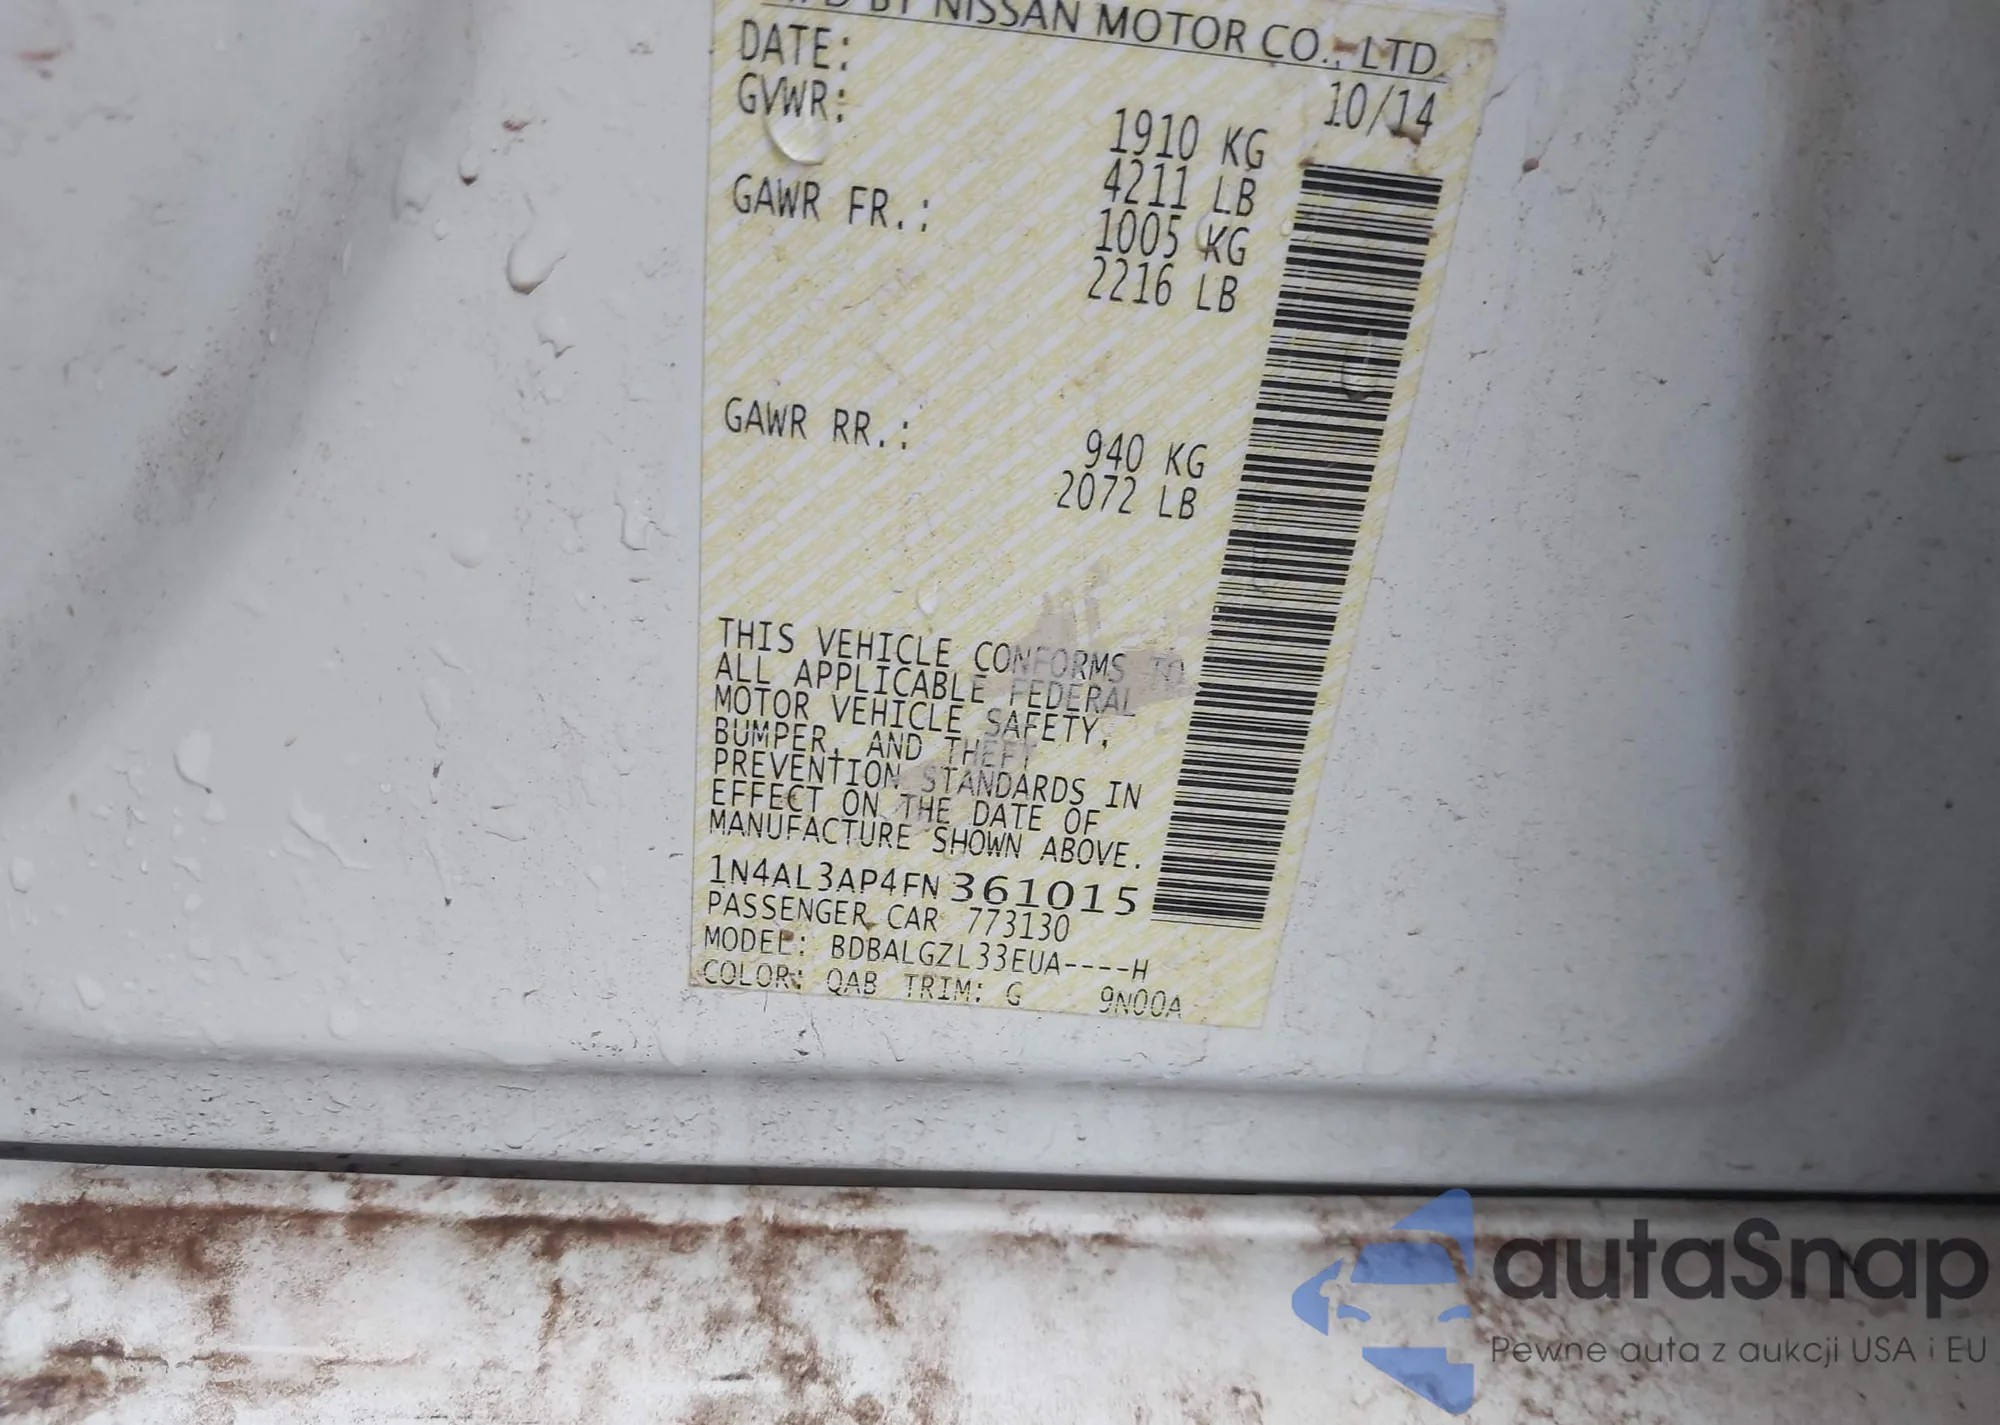 MFD BY NISSAN MOTOR CO., LTD.
DATE: 10/14
GVWR: 1910 KG
4211 LB
GAWR FR.: 1005 KG
2216 LB
GAWR RR.: 940 KG
2072 LB
THIS VEHICLE CONFORMS TO
ALL APPLICABLE FEDERAL
MOTOR VEHICLE SAFETY,
BUMPER, AND THEFT
PREVENTION STANDARDS IN
EFFECT ON THE DATE OF
MANUFACTURE SHOWN ABOVE.
1N4AL3AP4FN361015
PASSENGER CAR 773130
MODEL: BDBALGZL33EUA----H
COLOR: QAB TRIM: G 9N00A
autaSnap
Pewne auta z aukcji USA i EU